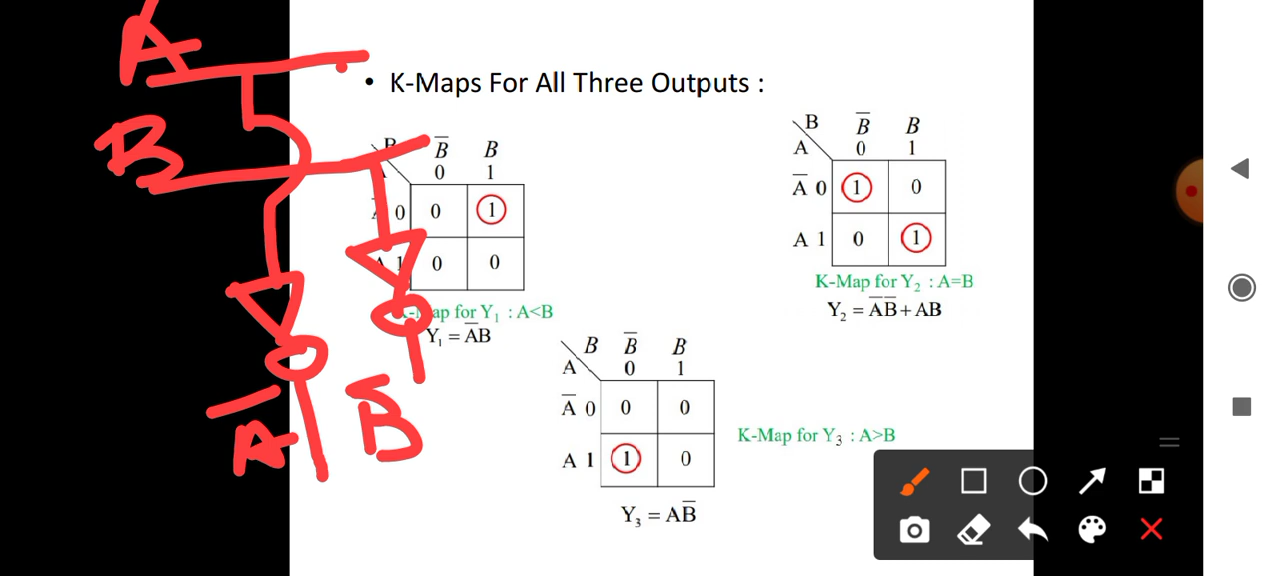 A
B
• K-Maps For All Three Outputs :
B̅ B
0 1
0 0 1
1 0 0
ap for Y₁ : A<B
Y₁ = A̅B
B B̅ B
A 0 1
A̅ 0 1 0
A 1 0 1
K-Map for Y₂ : A=B
Y₂ = A̅B̅ + AB
B B̅ B
A 0 1
A̅ 0 0 0
A 1 1 0
K-Map for Y₃ : A>B
Y₃ = AB̅
A̅ B̅